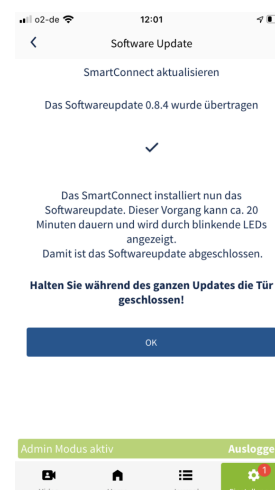 o2-de 12:01
Software Update
SmartConnect aktualisieren
Das Softwareupdate 0.8.4 wurde übertragen
Das SmartConnect installiert nun das
Softwareupdate. Dieser Vorgang kann ca. 20
Minuten dauern und wird durch blinkende LEDs
angezeigt.
Damit ist das Softwareupdate abgeschlossen.
Halten Sie während des ganzen Updates die Tür
geschlossen!
OK
Admin Modus aktiv Auslogge
1